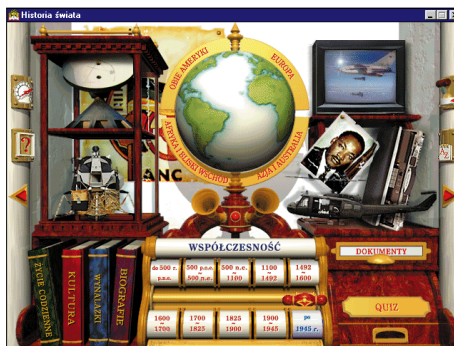 Historia świata
OBIE AMERYKI
EUROPA
AFRYKA I BLISKI WSCHÓD
AZJA I AUSTRALIA
ANC
WSPÓŁCZESNOŚĆ
do 500 r.
p.n.e.
500 p.n.e.
~
500 n.e.
500 n.e.
~
1100
1100
~
1492
1492
~
1600
1600
~
1700
1700
~
1825
1825
~
1900
1900
~
1945
po
1945 r.
DOKUMENTY
QUIZ
ŻYCIE CODZIENNE
KULTURA
WYNALAZKI
BIOGRAFIE
?